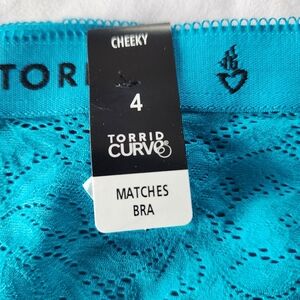 CHEEKY
TORR
4
TORRID
CURVE
MATCHES
BRA